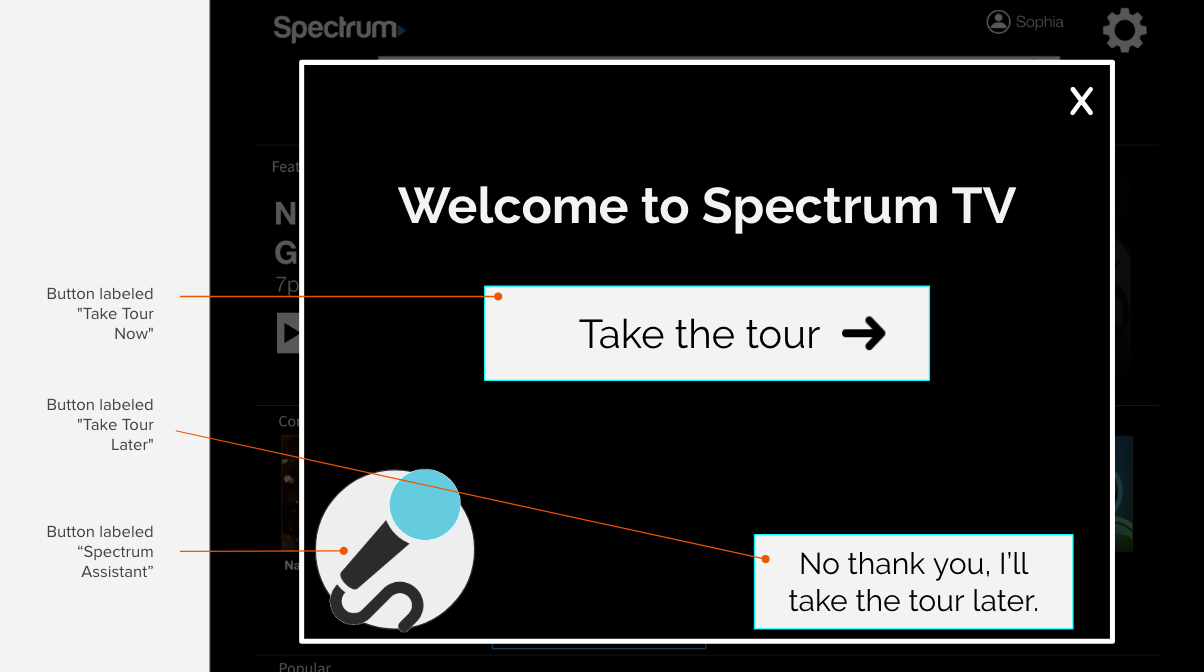 Spectrum
Sophia
X
Welcome to Spectrum TV
Button labeled
"Take Tour
Now"
Take the tour
Button labeled
"Take Tour
Later"
Button labeled
“Spectrum
Assistant”
No thank you, I’ll
take the tour later.
Feat
N
G
7p
Co
Na
Popular